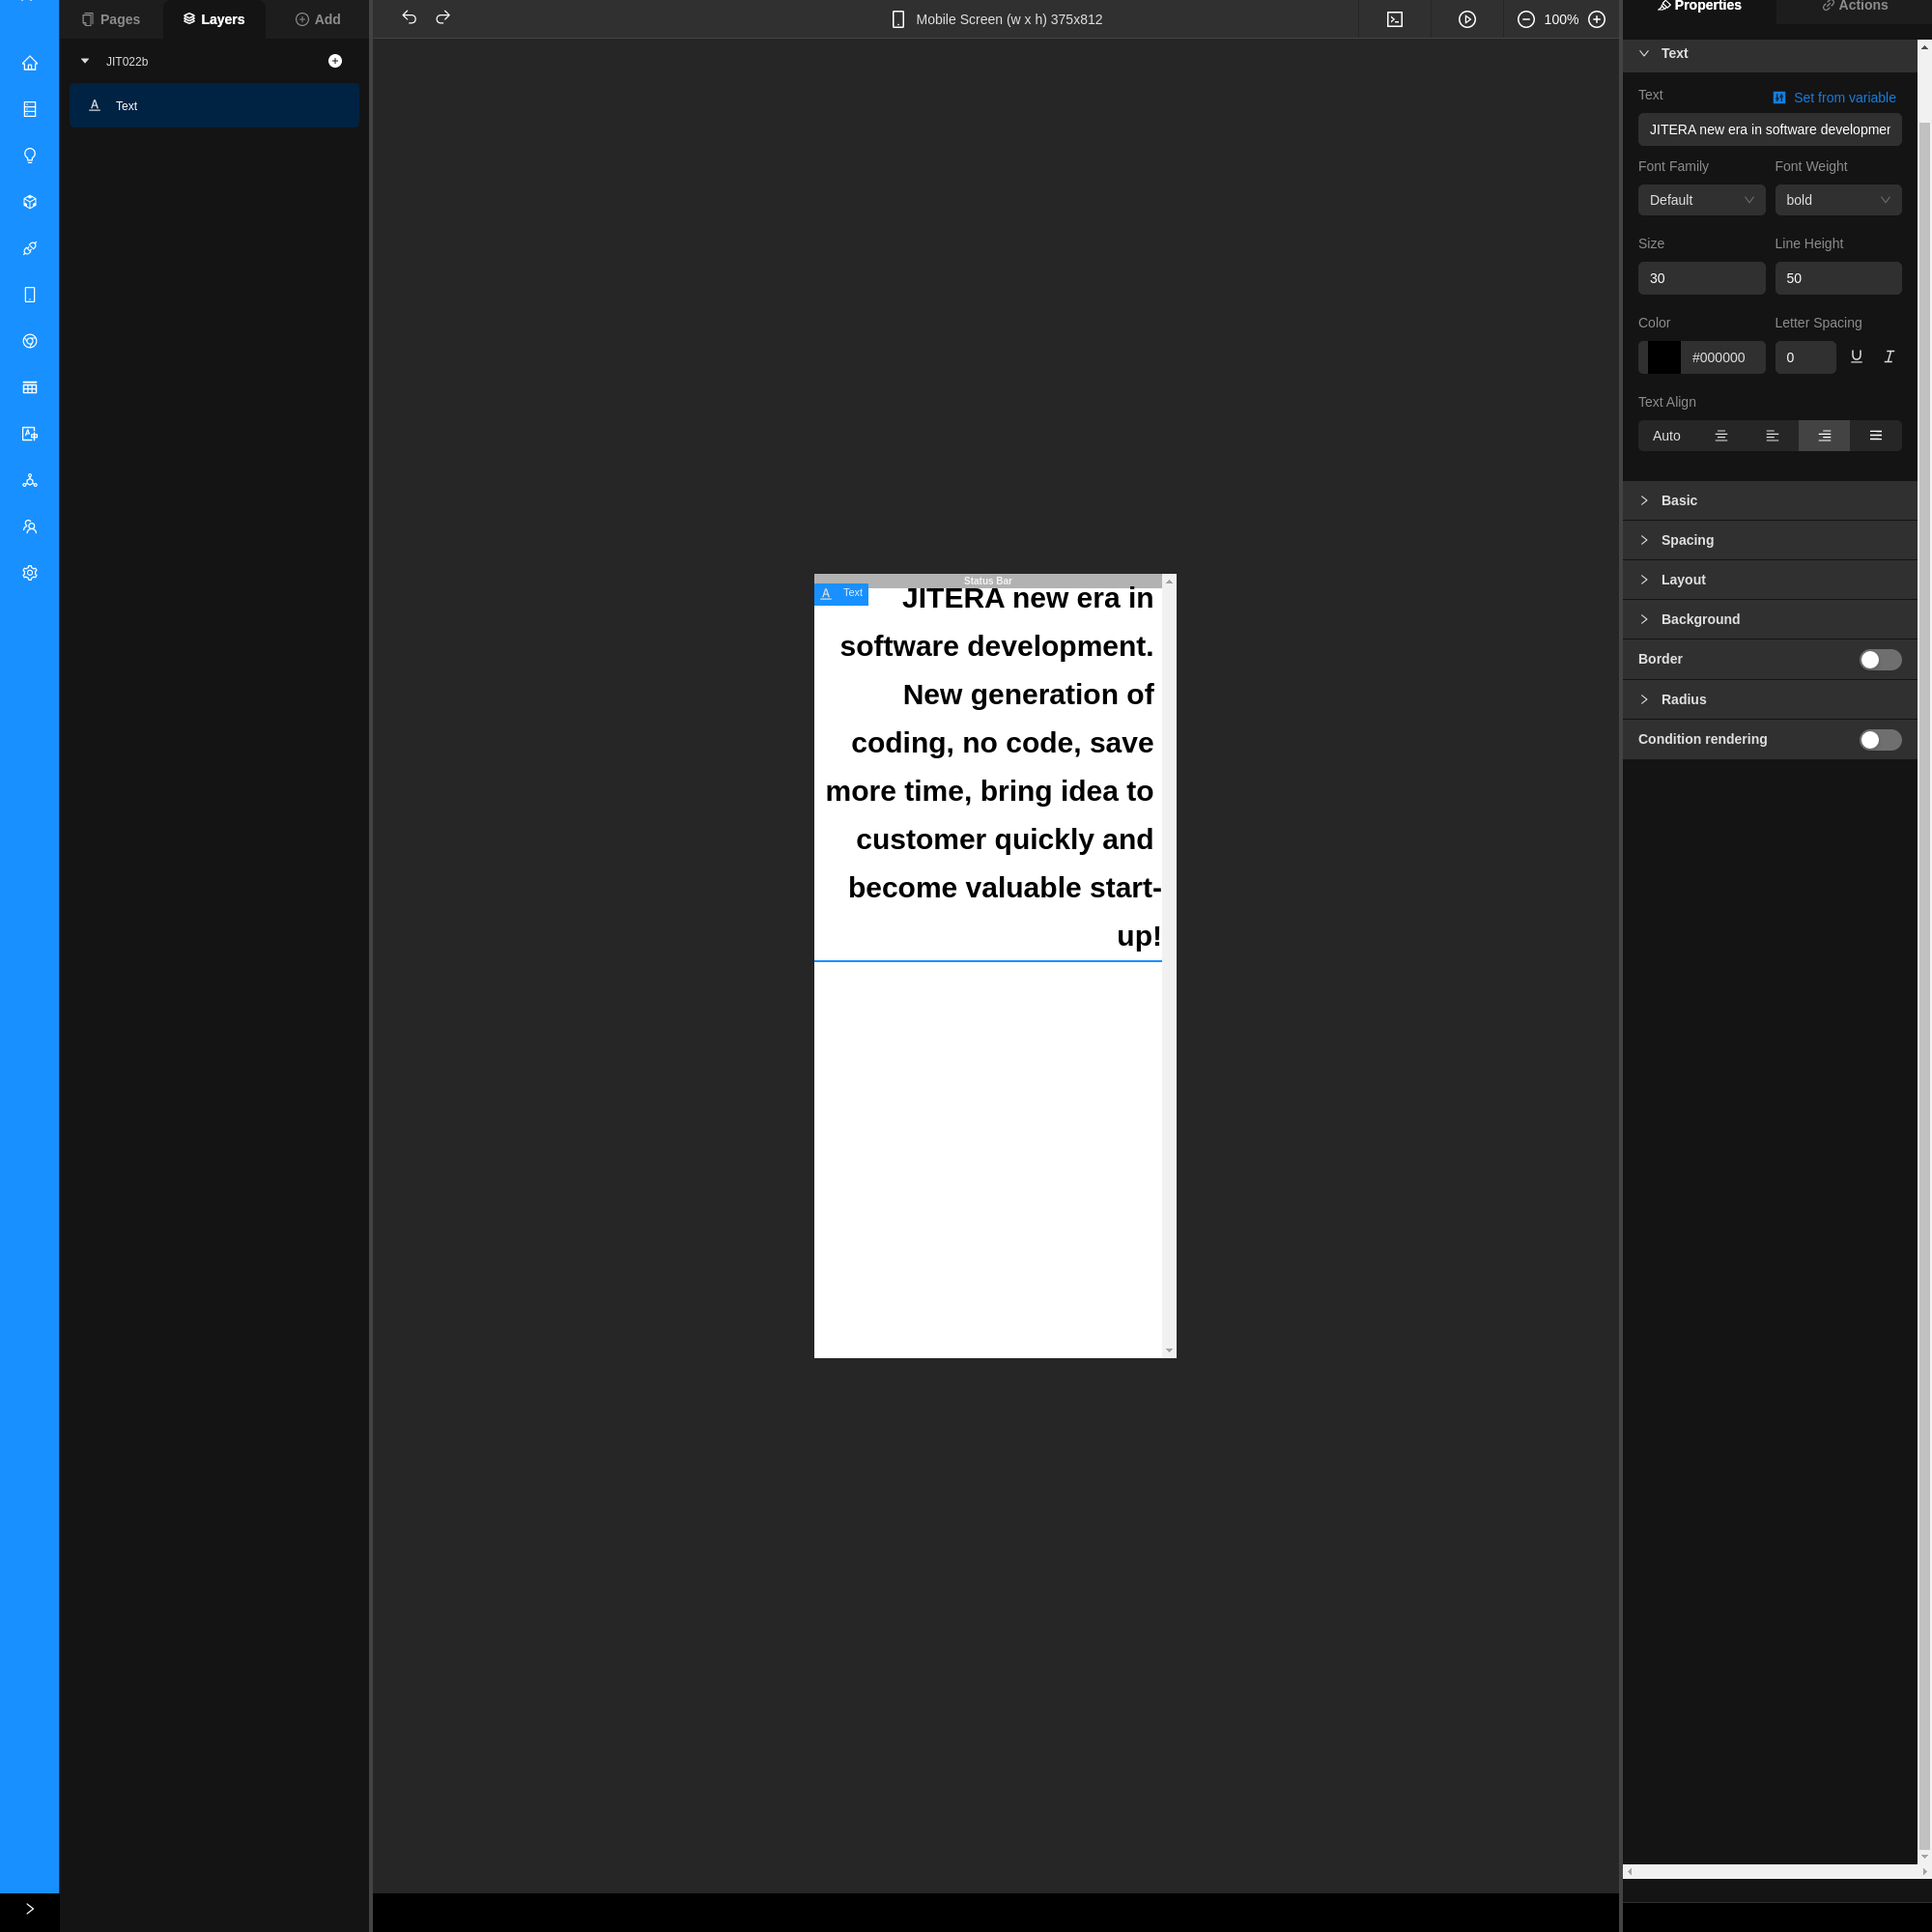 Pages
Layers
Add
Mobile Screen (w x h) 375x812
100%
Properties
Actions
JIT022b
Text
Text
Text
Set from variable
JITERA new era in software developmer
Font Family
Font Weight
Default
bold
Size
Line Height
30
50
Color
Letter Spacing
#000000
0
Text Align
Auto
Basic
Spacing
Layout
Background
Border
Radius
Condition rendering
Status Bar
Text
JITERA new era in
software development.
New generation of
coding, no code, save
more time, bring idea to
customer quickly and
become valuable start-
up!